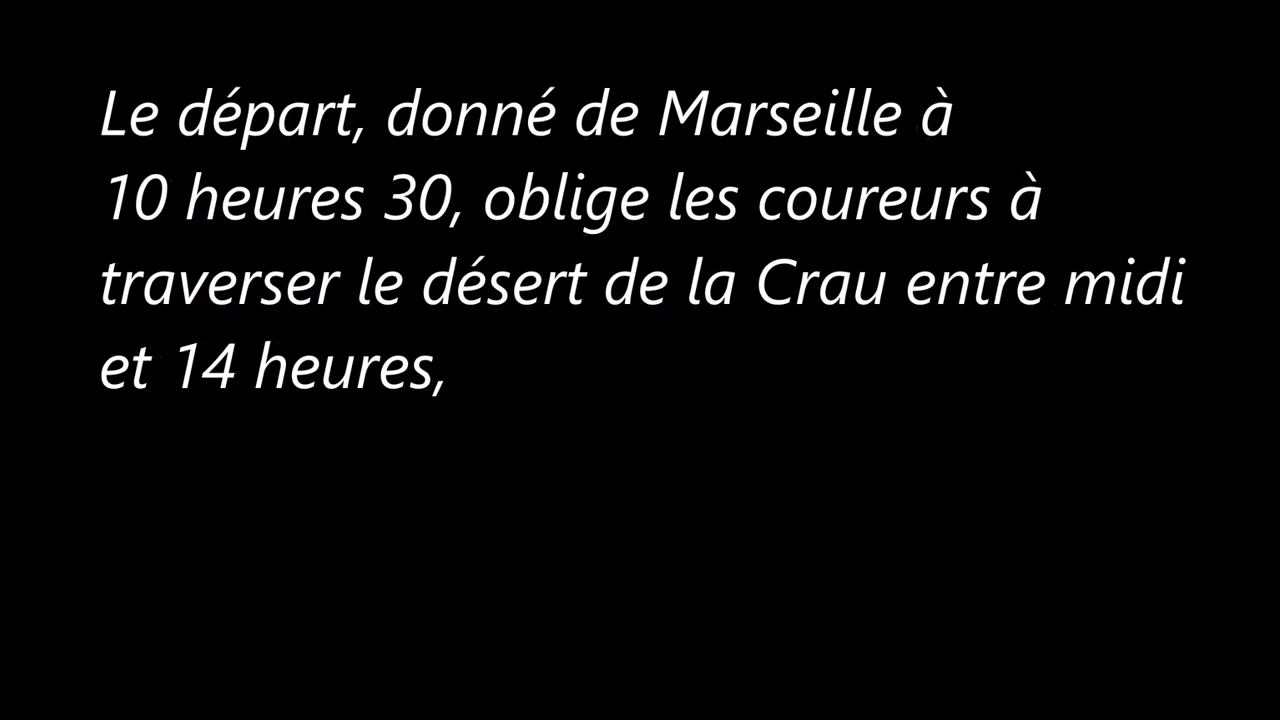 Le départ, donné de Marseille à
10 heures 30, oblige les coureurs à
traverser le désert de la Crau entre midi
et 14 heures,